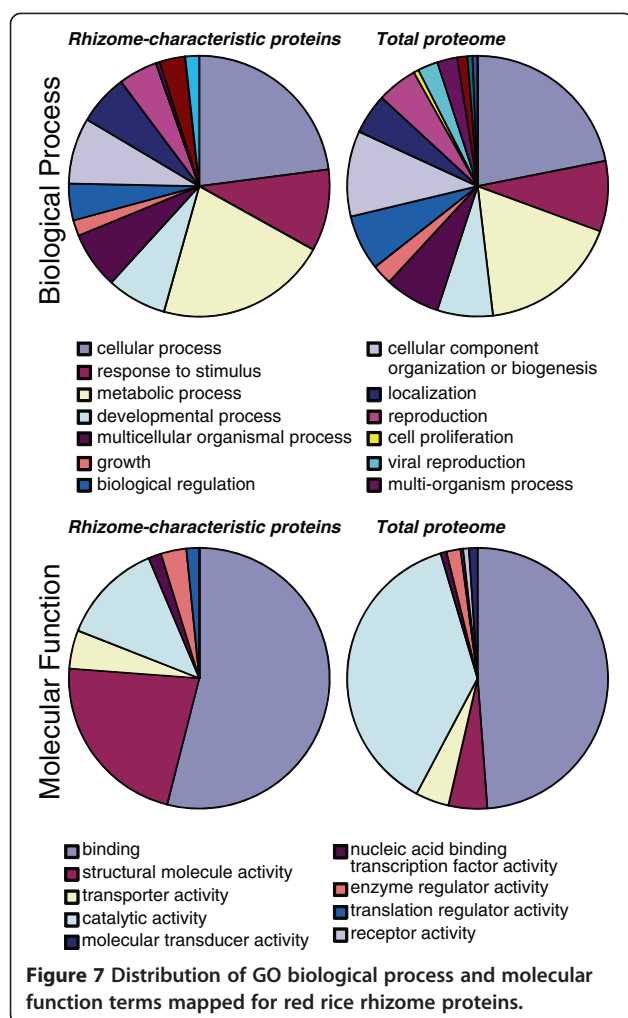 Rhizome-characteristic proteins
Total proteome
Biological Process
cellular process
response to stimulus
metabolic process
developmental process
multicellular organismal process
growth
biological regulation
cellular component
organization or biogenesis
localization
reproduction
cell proliferation
viral reproduction
multi-organism process
Rhizome-characteristic proteins
Total proteome
Molecular Function
binding
structural molecule activity
transporter activity
catalytic activity
molecular transducer activity
nucleic acid binding
transcription factor activity
enzyme regulator activity
translation regulator activity
receptor activity
Figure 7 Distribution of GO biological process and molecular
function terms mapped for red rice rhizome proteins.